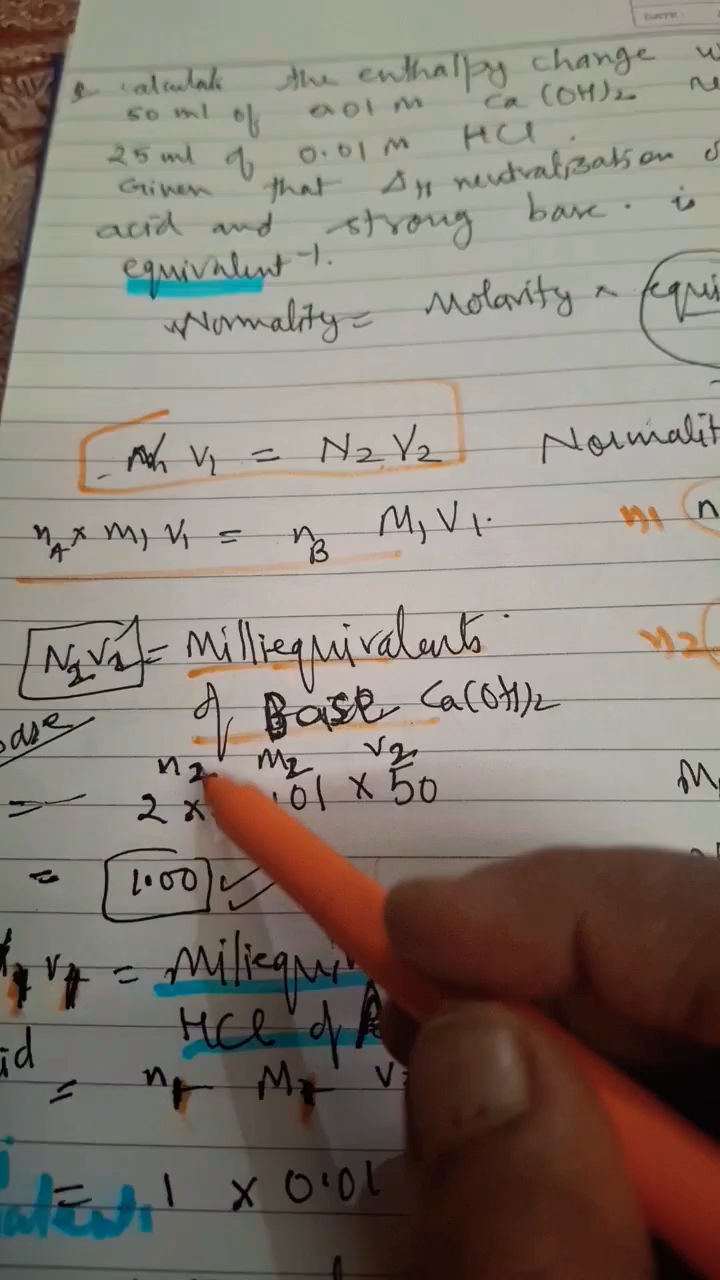 calculate the enthalpy change
50 ml of 0.01 M Ca(OH)2
25 ml of 0.01 M HCl.
Given that ΔH neutralization
acid and strong base. is
equivalent-1.
Normality = Molarity ×
V1 = N2 V2
Normalit
nA × M1 V1 = nB M1 V1.
n1 n
= Milliequivalents
n2
of Base Ca(OH)2
n2 M2 V2
= 2 × .01 × 50
M
= 1.00
= Milliequi
HCl of
= n1 M1 V
= 1 × 0.01